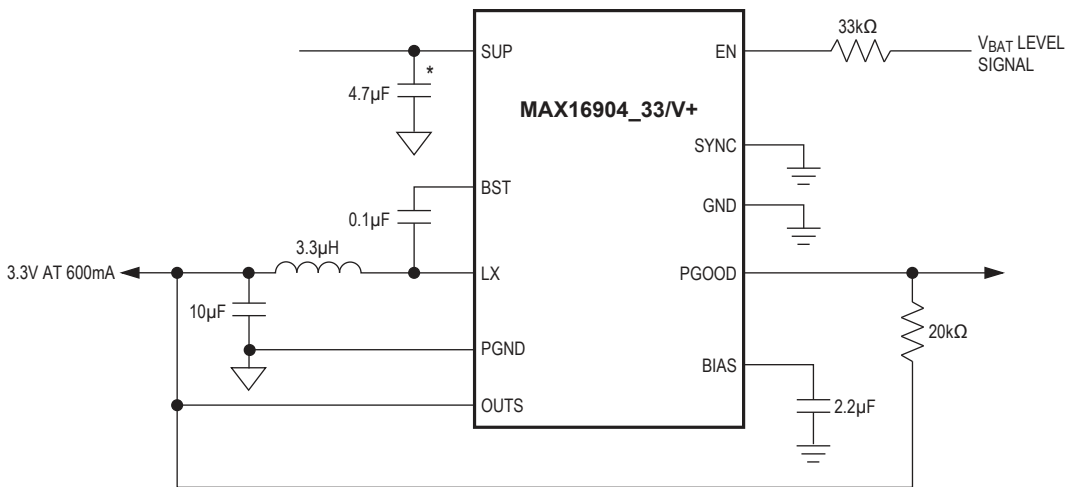 SUP
*
4.7µF
BST
0.1µF
3.3µH
3.3V AT 600mA
LX
10µF
PGND
OUTS
MAX16904_33/V+
EN
33kΩ
VBAT LEVEL
SIGNAL
SYNC
GND
PGOOD
20kΩ
BIAS
2.2µF